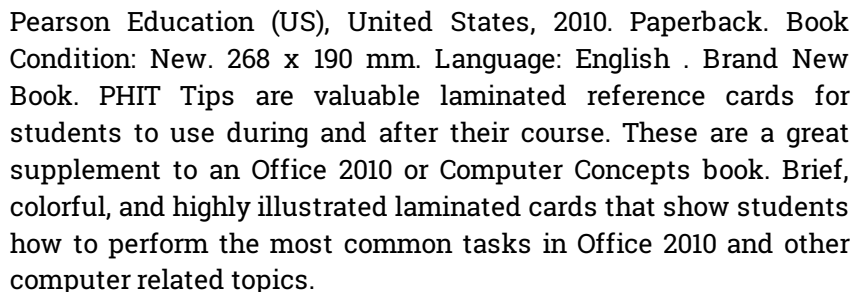 Pearson Education (US), United States, 2010. Paperback. Book
Condition: New. 268 x 190 mm. Language: English . Brand New
Book. PHIT Tips are valuable laminated reference cards for
students to use during and after their course. These are a great
supplement to an Office 2010 or Computer Concepts book. Brief,
colorful, and highly illustrated laminated cards that show students
how to perform the most common tasks in Office 2010 and other
computer related topics.